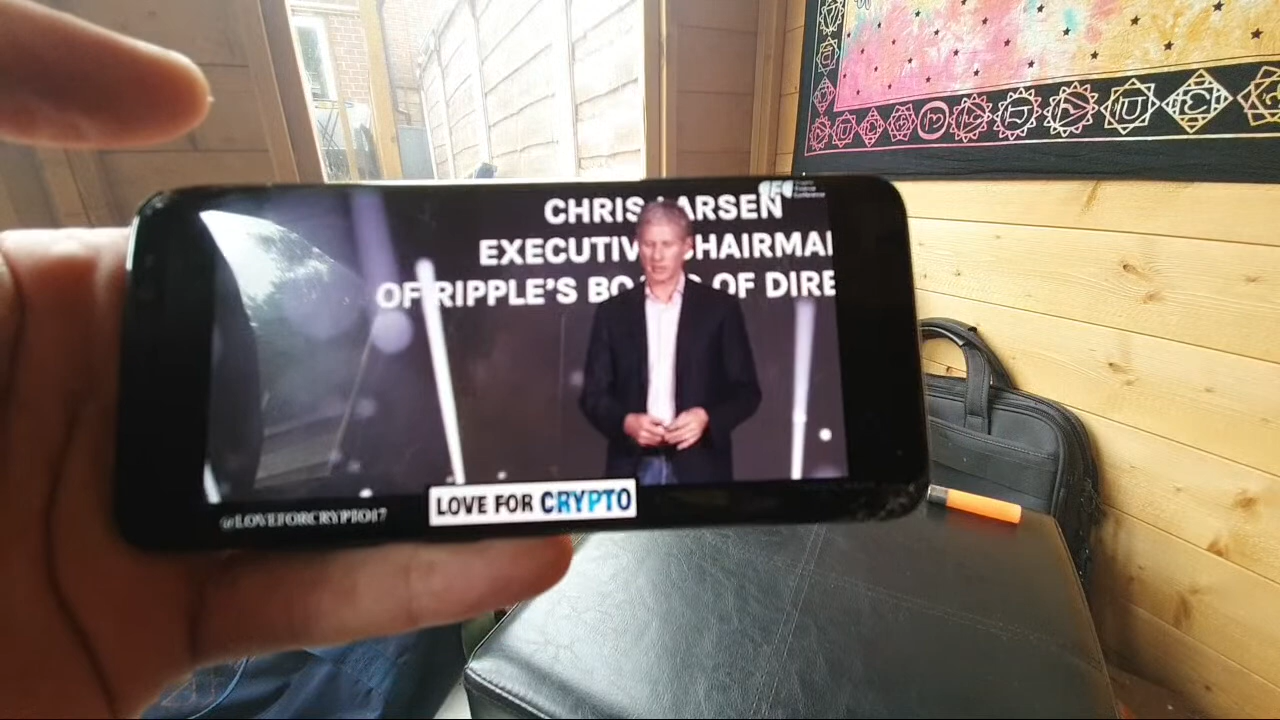 CHRIS LARSEN
EXECUTIVE CHAIRMAN
OF RIPPLE'S BOARD OF DIRE
LOVE FOR CRYPTO
@LOVEFORCRYPTO17